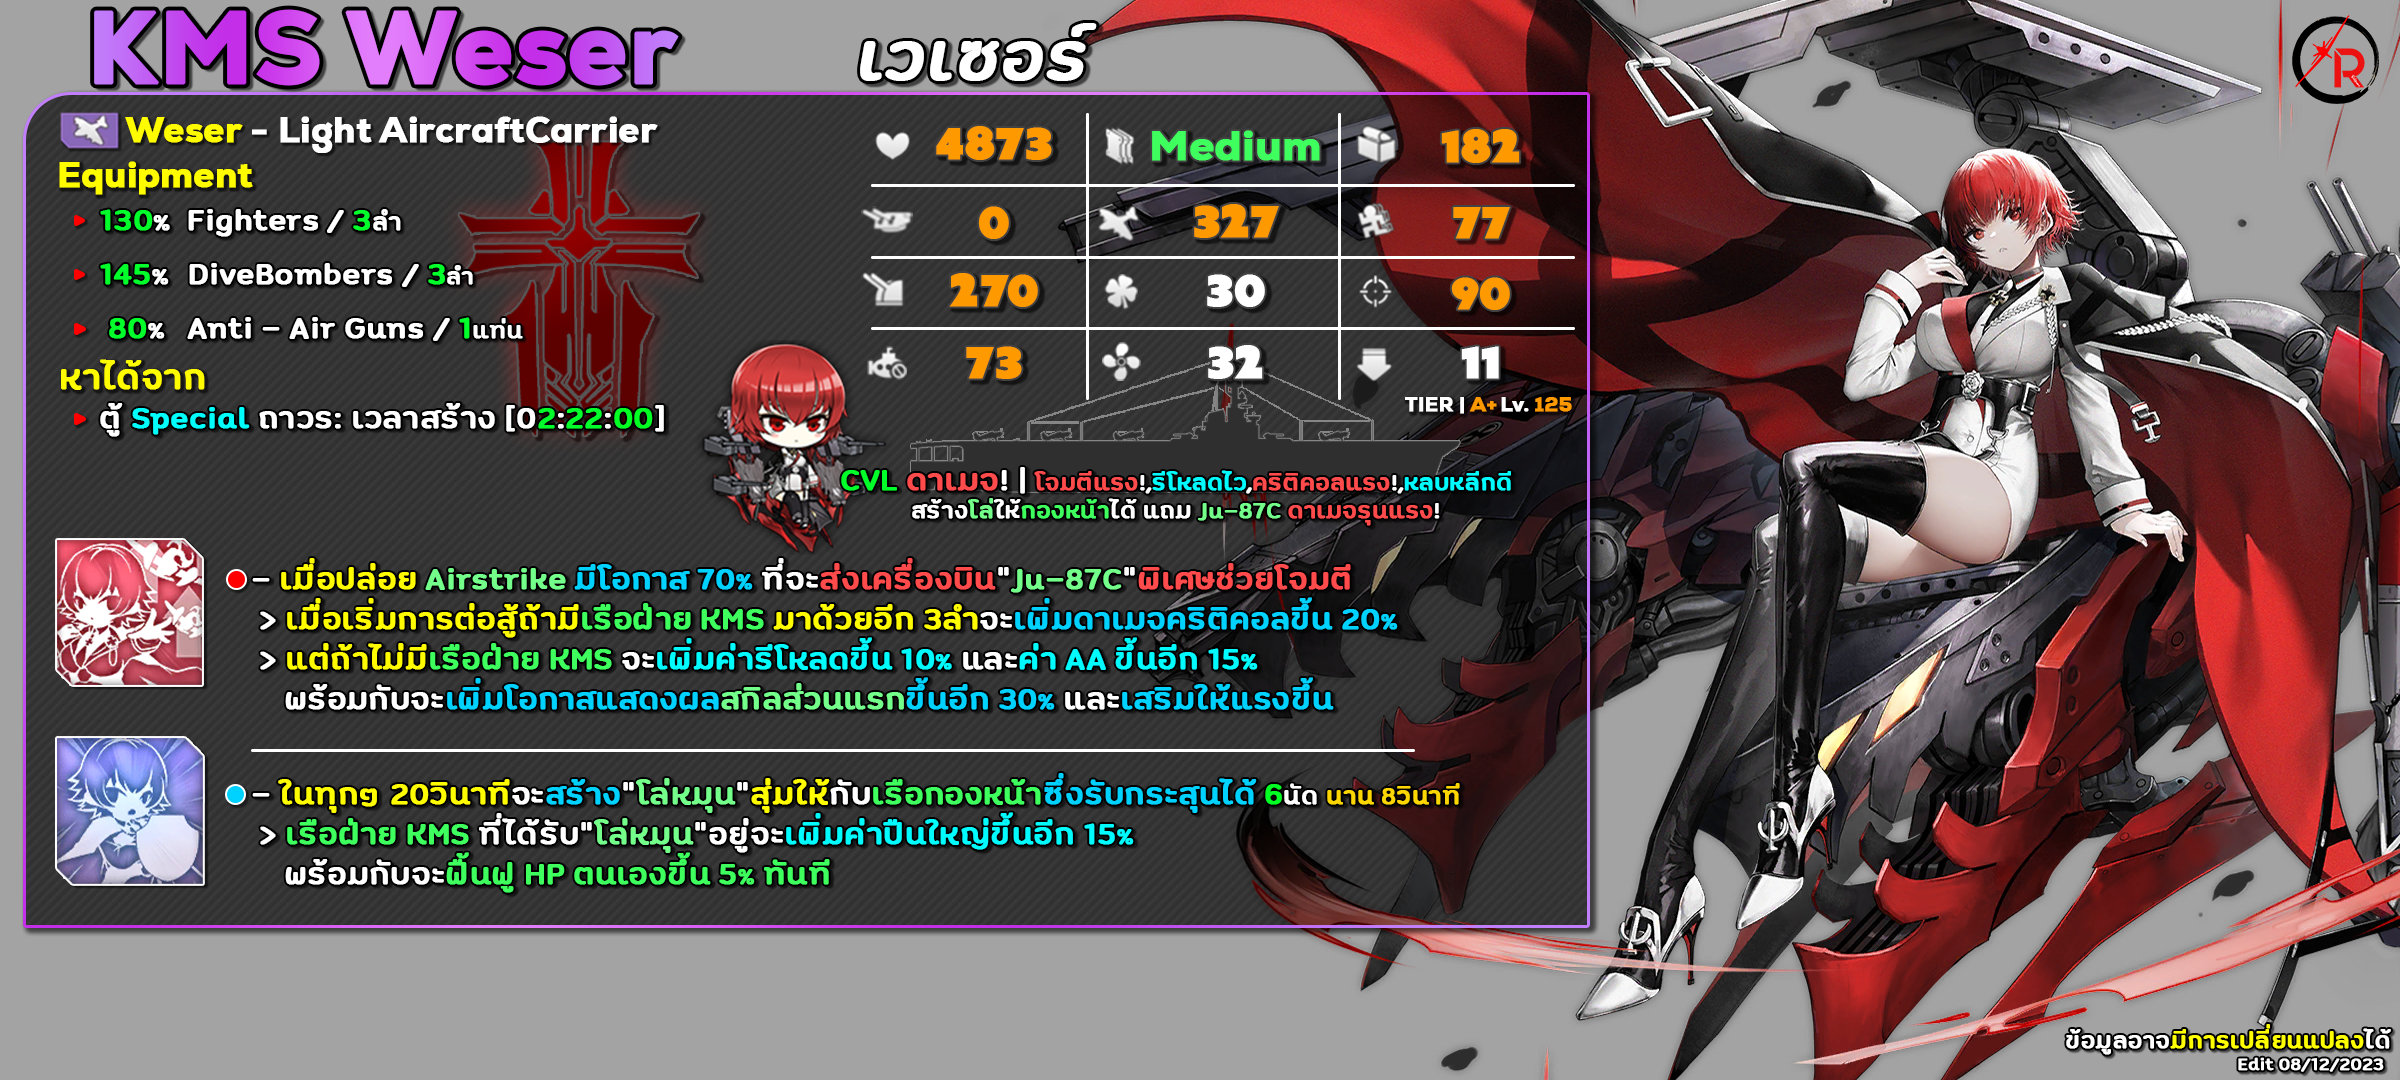 KMS Weser
เวเซอร์
Weser - Light AircraftCarrier
Equipment
130% Fighters / 3ลำ
145% DiveBombers / 3ลำ
80% Anti - Air Guns / 1แท่น
หาได้จาก
ตู้ Special ถาวร: เวลาสร้าง [02:22:00]
4873 Medium 182
0 327 77
270 30 90
73 32 11
TIER | A+ Lv. 125
CVL ดาเมจ! | โจมตีแรง!,รีโหลดไว,คริติคอลแรง!,หลบหลีกดี
สร้างโล่ให้กองหน้าได้ แถม Ju-87C ดาเมจรุนแรง!
- เมื่อปล่อย Airstrike มีโอกาส 70% ที่จะส่งเครื่องบิน"Ju-87C"พิเศษช่วยโจมตี
> เมื่อเริ่มการต่อสู้ถ้ามีเรือฝ่าย KMS มาด้วยอีก 3ลำจะเพิ่มดาเมจคริติคอลขึ้น 20%
> แต่ถ้าไม่มีเรือฝ่าย KMS จะเพิ่มค่ารีโหลดขึ้น 10% และค่า AA ขึ้นอีก 15%
พร้อมกับจะเพิ่มโอกาสแสดงผลสกิลส่วนแรกขึ้นอีก 30% และเสริมให้แรงขึ้น
- ในทุกๆ 20วินาทีจะสร้าง"โล่หมุน"สุ่มให้กับเรือกองหน้าซึ่งรับกระสุนได้ 6นัด นาน 8วินาที
> เรือฝ่าย KMS ที่ได้รับ"โล่หมุน"อยู่จะเพิ่มค่าปืนใหญ่ขึ้นอีก 15%
พร้อมกับจะฟื้นฟู HP ตนเองขึ้น 5% ทันที
R
ข้อมูลอาจมีการเปลี่ยนแปลงได้
Edit 08/12/2023